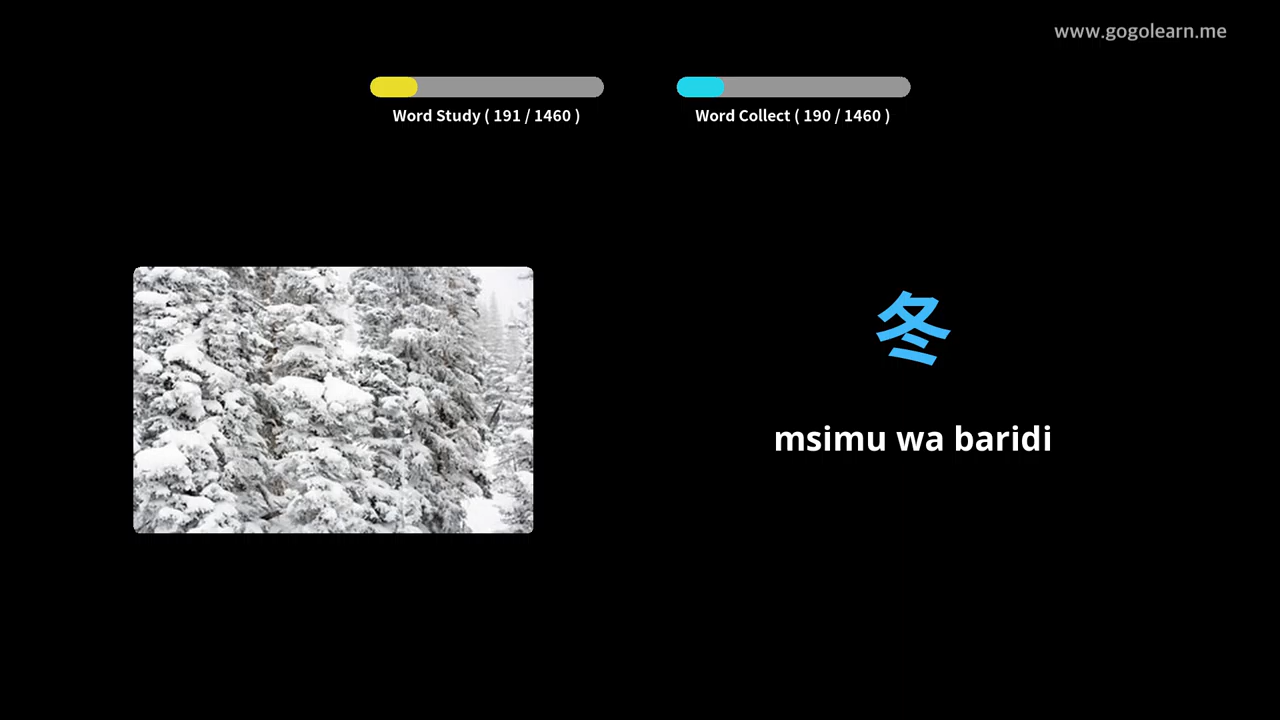 www.gogolearn.me
Word Study ( 191 / 1460 )
Word Collect ( 190 / 1460 )
冬
msimu wa baridi